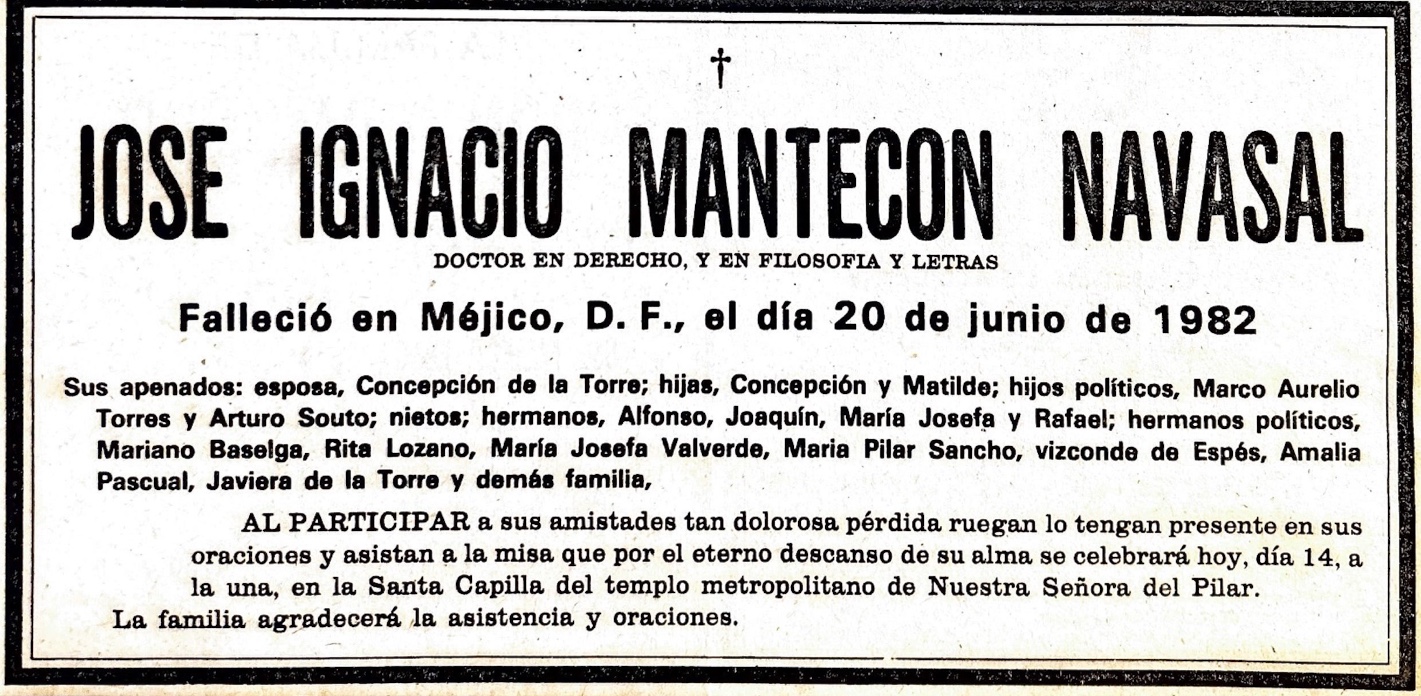 †
JOSE IGNACIO MANTECON NAVASAL
DOCTOR EN DERECHO, Y EN FILOSOFIA Y LETRAS
Falleció en Méjico, D. F., el día 20 de junio de 1982
Sus apenados: esposa, Concepción de la Torre; hijas, Concepción y Matilde; hijos políticos, Marco Aurelio
Torres y Arturo Souto; nietos; hermanos, Alfonso, Joaquín, María Josefa y Rafael; hermanos políticos,
Mariano Baselga, Rita Lozano, María Josefa Valverde, Maria Pilar Sancho, vizconde de Espés, Amalia
Pascual, Javiera de la Torre y demás familia,
AL PARTICIPAR a sus amistades tan dolorosa pérdida ruegan lo tengan presente en sus
oraciones y asistan a la misa que por el eterno descanso de su alma se celebrará hoy, día 14, a
la una, en la Santa Capilla del templo metropolitano de Nuestra Señora del Pilar.
La familia agradecerá la asistencia y oraciones.